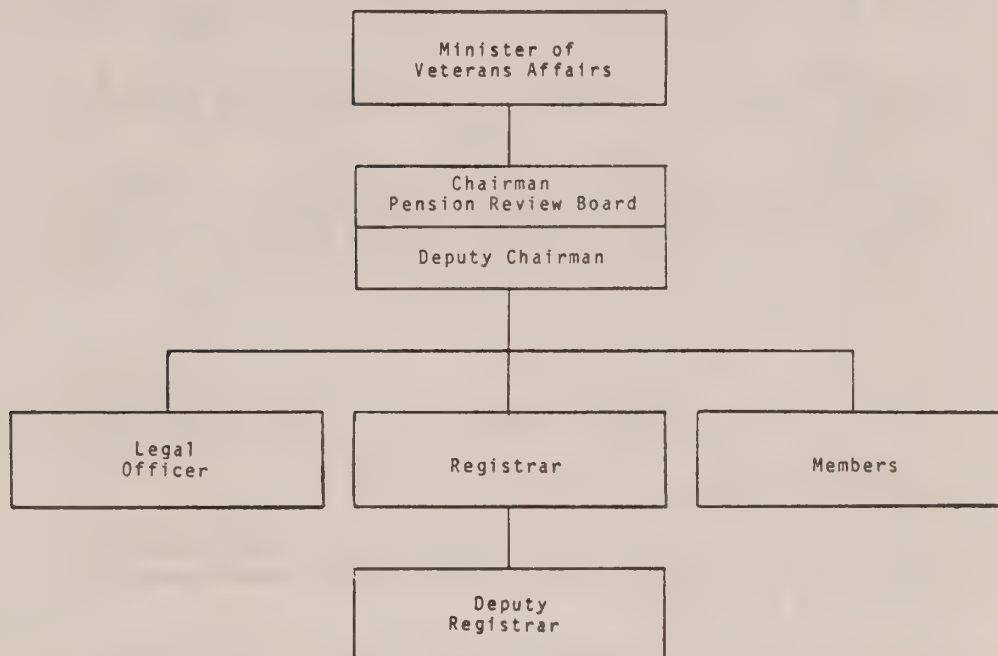 Minister of
Veterans Affairs
Chairman
Pension Review Board
Deputy Chairman
Legal
Officer
Registrar
Members
Deputy
Registrar